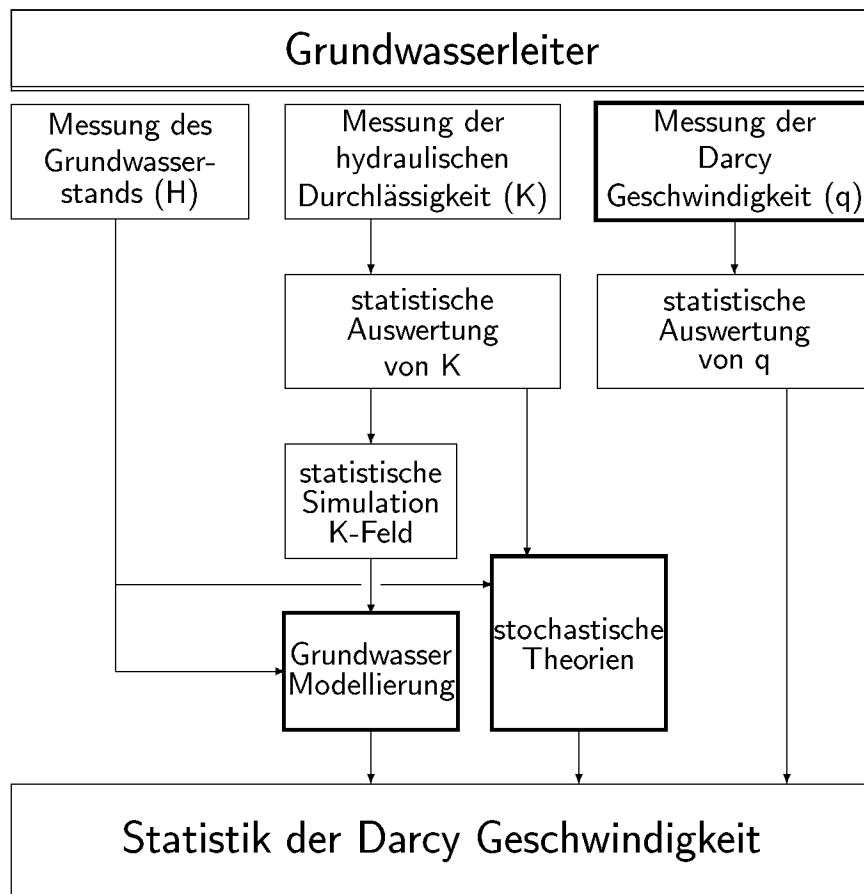 Grundwasserleiter
Messung des
Grundwasser-
stands (H)
Messung der
hydraulischen
Durchlässigkeit (K)
Messung der
Darcy
Geschwindigkeit (q)
statistische
Auswertung
von K
statistische
Auswertung
von q
statistische
Simulation
K-Feld
Grundwasser
Modellierung
stochastische
Theorien
Statistik der Darcy Geschwindigkeit